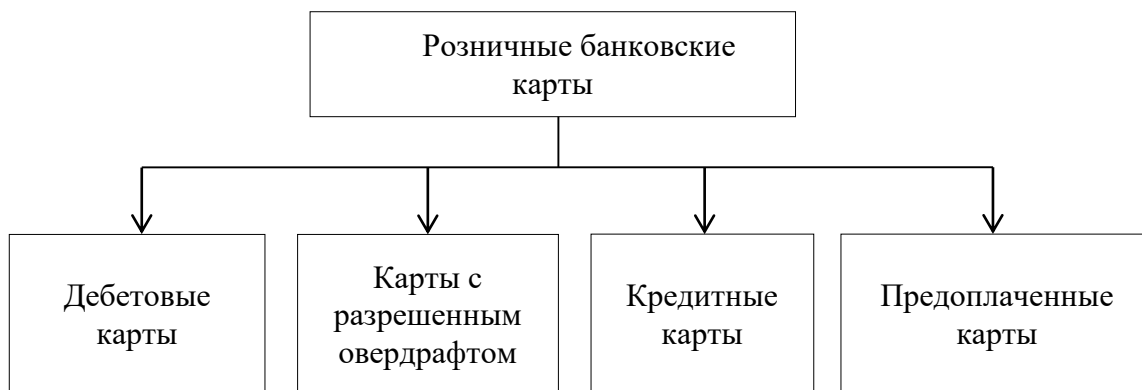 Розничные банковские
карты
Дебетовые
карты
Карты с
разрешенным
овердрафтом
Кредитные
карты
Предоплаченные
карты